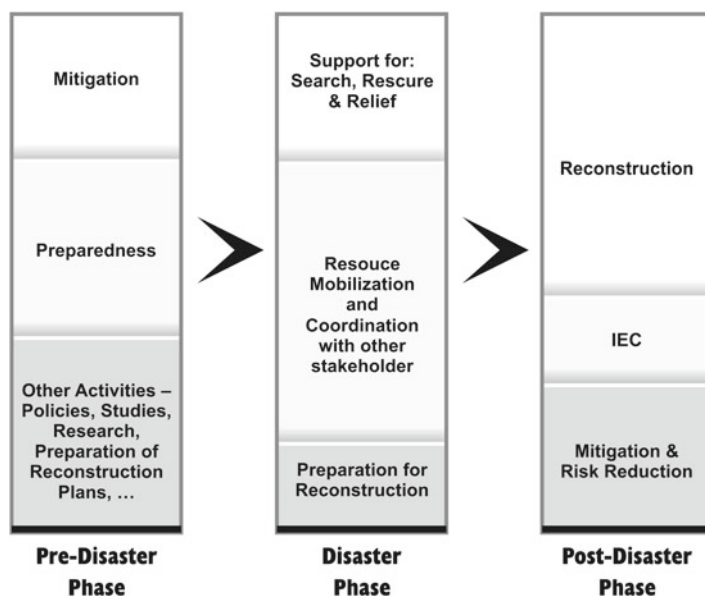 Mitigation
Preparedness
Other Activities –
Policies, Studies,
Research,
Preparation of
Reconstruction
Plans, ...
Pre-Disaster
Phase
Support for:
Search, Rescure
& Relief
Resouce
Mobilization
and
Coordination
with other
stakeholder
Preparation for
Reconstruction
Disaster
Phase
Reconstruction
IEC
Mitigation &
Risk Reduction
Post-Disaster
Phase